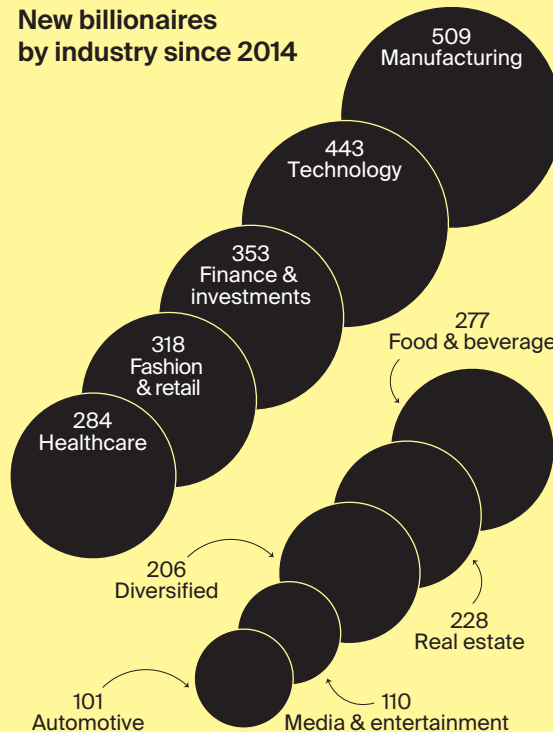 New billionaires
by industry since 2014
509
Manufacturing
443
Technology
353
Finance &
investments
318
Fashion
& retail
284
Healthcare
277
Food & beverage
206
Diversified
228
Real estate
101
Automotive
110
Media & entertainment